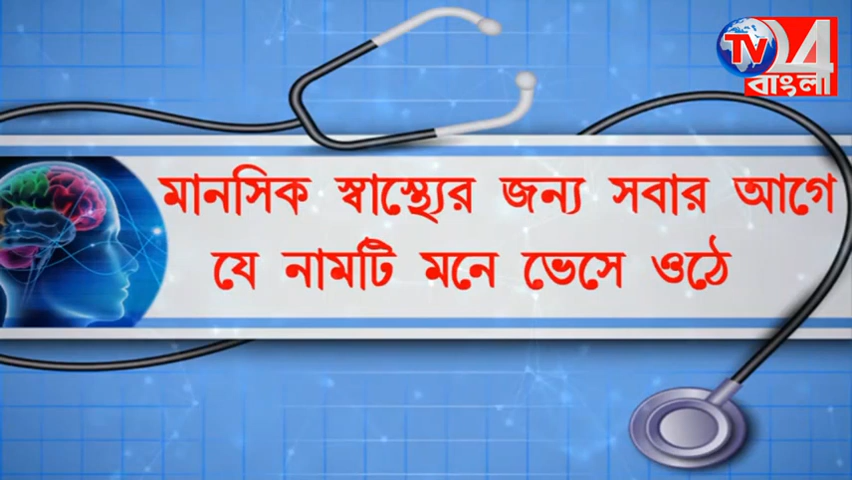 TV 24
বাংলা
মানসিক স্বাস্থ্যের জন্য সবার আগে
যে নামটি মনে ভেসে ওঠে